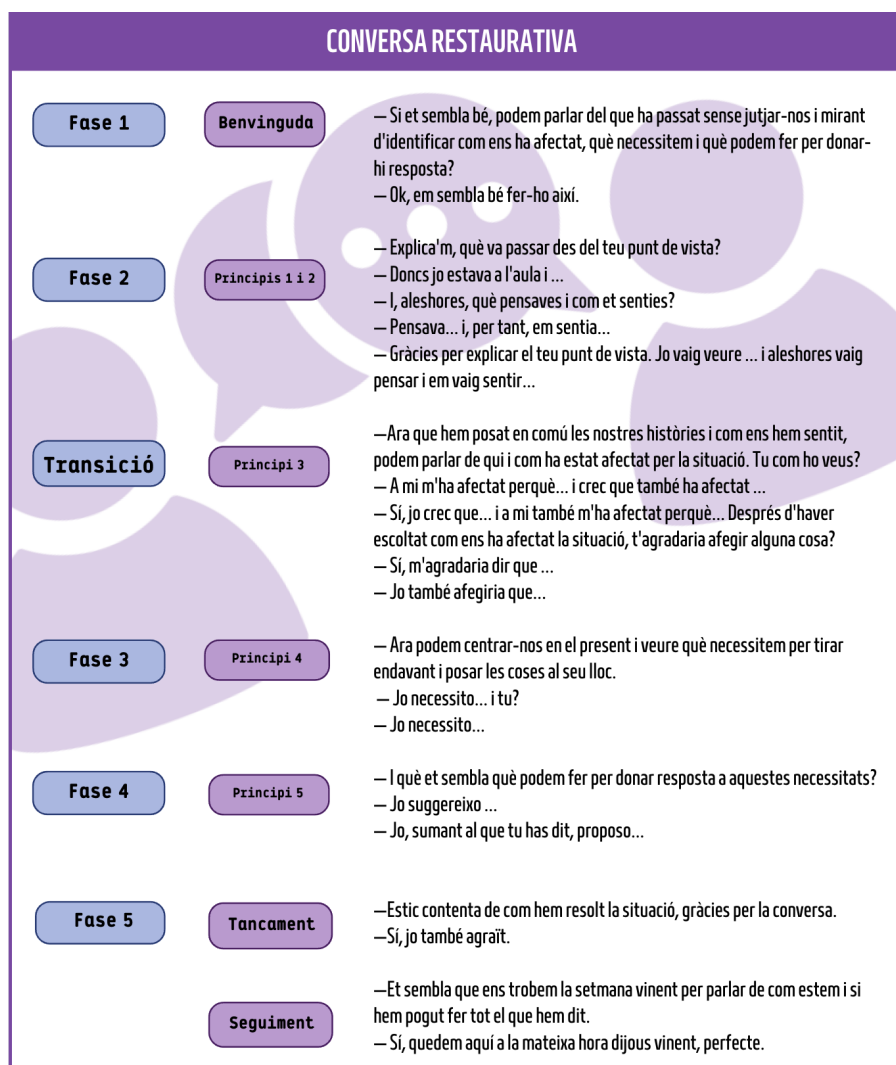 CONVERSA RESTAURATIVA
Fase 1
Benvinguda
– Si et sembla bé, podem parlar del que ha passat sense jutjar-nos i mirant
d'identificar com ens ha afectat, què necessitem i què podem fer per donar-
hi resposta?
– Ok, em sembla bé fer-ho així.
Fase 2
Principis 1 i 2
– Explica'm, què va passar des del teu punt de vista?
– Doncs jo estava a l'aula i ...
– I, aleshores, què pensaves i com et senties?
– Pensava... i, per tant, em sentia...
– Gràcies per explicar el teu punt de vista. Jo vaig veure ... i aleshores vaig
pensar i em vaig sentir...
Transició
Principi 3
–Ara que hem posat en comú les nostres històries i com ens hem sentit,
podem parlar de qui i com ha estat afectat per la situació. Tu com ho veus?
– A mi m'ha afectat perquè... i crec que també ha afectat ...
– Sí, jo crec que... i a mi també m'ha afectat perquè... Després d'haver
escoltat com ens ha afectat la situació, t'agradaria afegir alguna cosa?
– Sí, m'agradaria dir que ...
– Jo també afegiria que...
Fase 3
Principi 4
– Ara podem centrar-nos en el present i veure què necessitem per tirar
endavant i posar les coses al seu lloc.
– Jo necessito... i tu?
– Jo necessito...
Fase 4
Principi 5
– I què et sembla què podem fer per donar resposta a aquestes necessitats?
– Jo suggereixo ...
– Jo, sumant al que tu has dit, proposo...
Fase 5
Tancament
–Estic contenta de com hem resolt la situació, gràcies per la conversa.
–Sí, jo també agraït.
Seguiment
–Et sembla que ens trobem la setmana vinent per parlar de com estem i si
hem pogut fer tot el que hem dit.
– Sí, quedem aquí a la mateixa hora dijous vinent, perfecte.